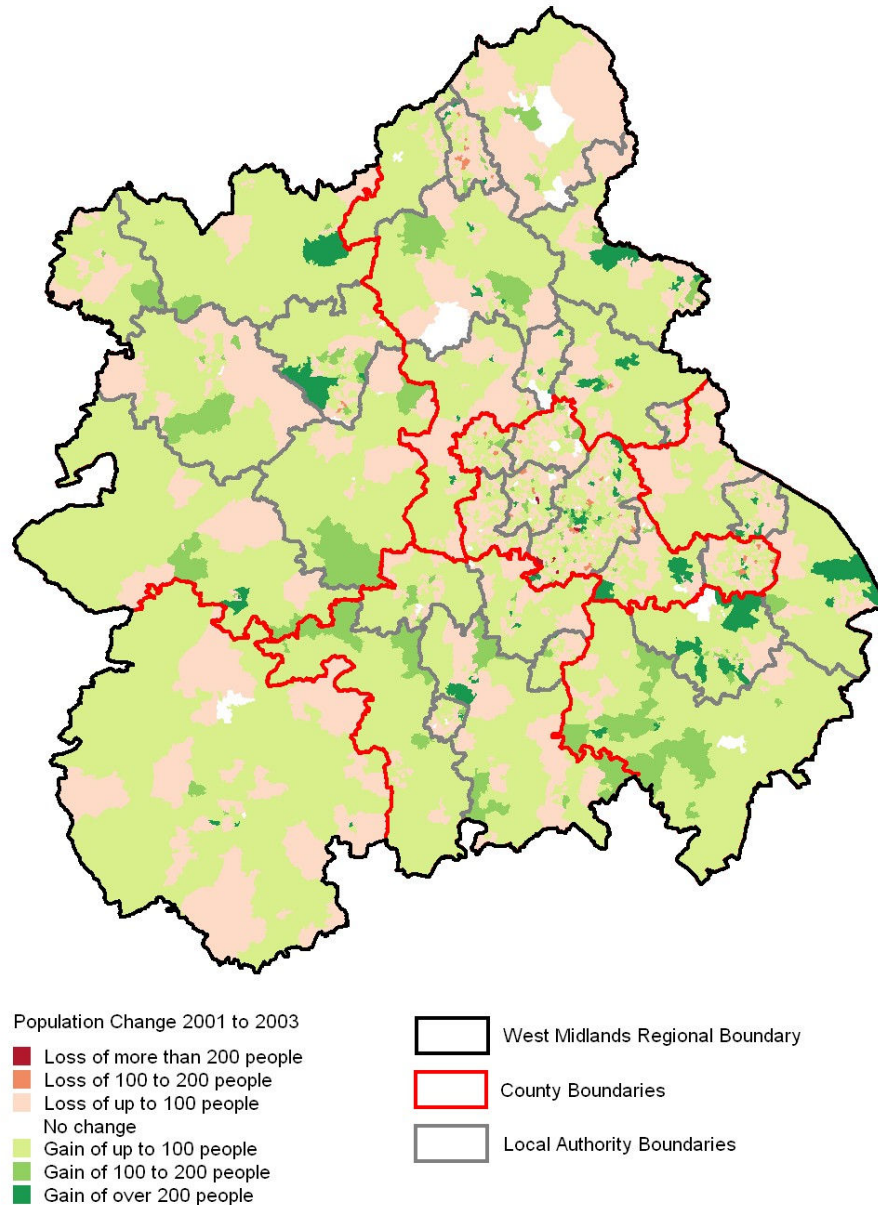 Population Change 2001 to 2003
Loss of more than 200 people
Loss of 100 to 200 people
Loss of up to 100 people
No change
Gain of up to 100 people
Gain of 100 to 200 people
Gain of over 200 people
West Midlands Regional Boundary
County Boundaries
Local Authority Boundaries